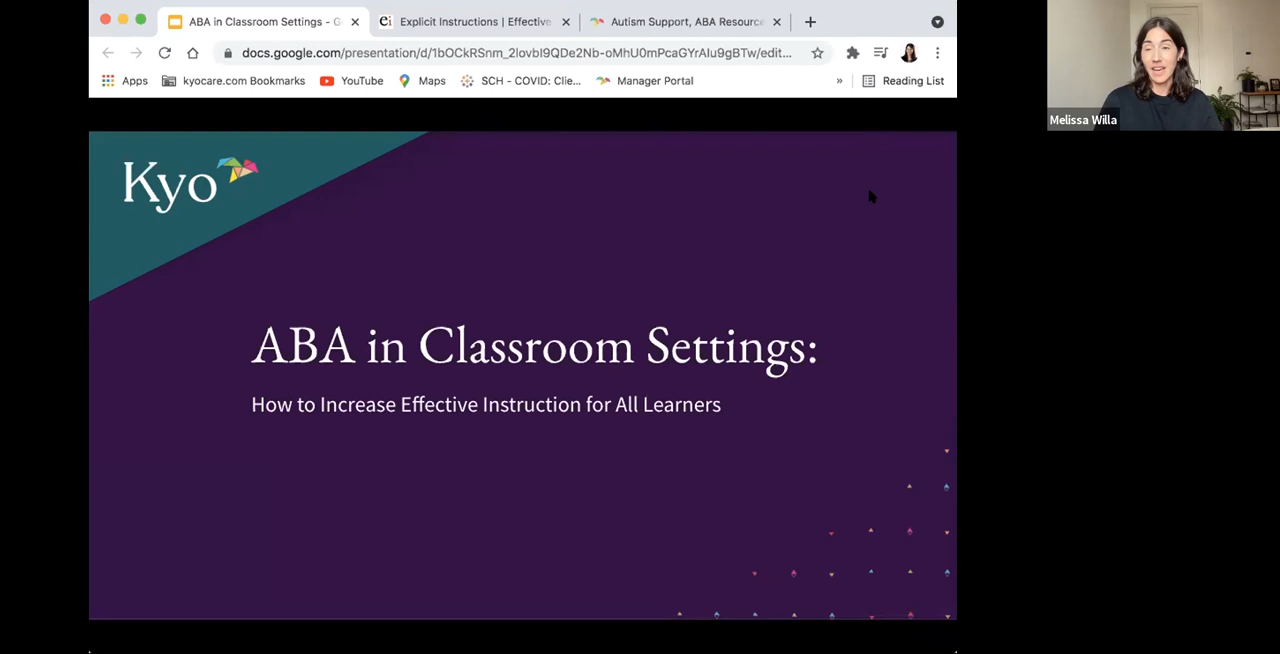 ABA in Classroom Settings - G
Explicit Instructions | Effective
Autism Support, ABA Resource
docs.google.com/presentation/d/1bOCkRSnm_2lovbI9QDe2Nb-oMhU0mPcaGYrAIu9gBTw/edit...
Apps
kyocare.com Bookmarks
YouTube
Maps
SCH - COVID: Clie...
Manager Portal
»
Reading List
Melissa Willa
Kyo
ABA in Classroom Settings:
How to Increase Effective Instruction for All Learners